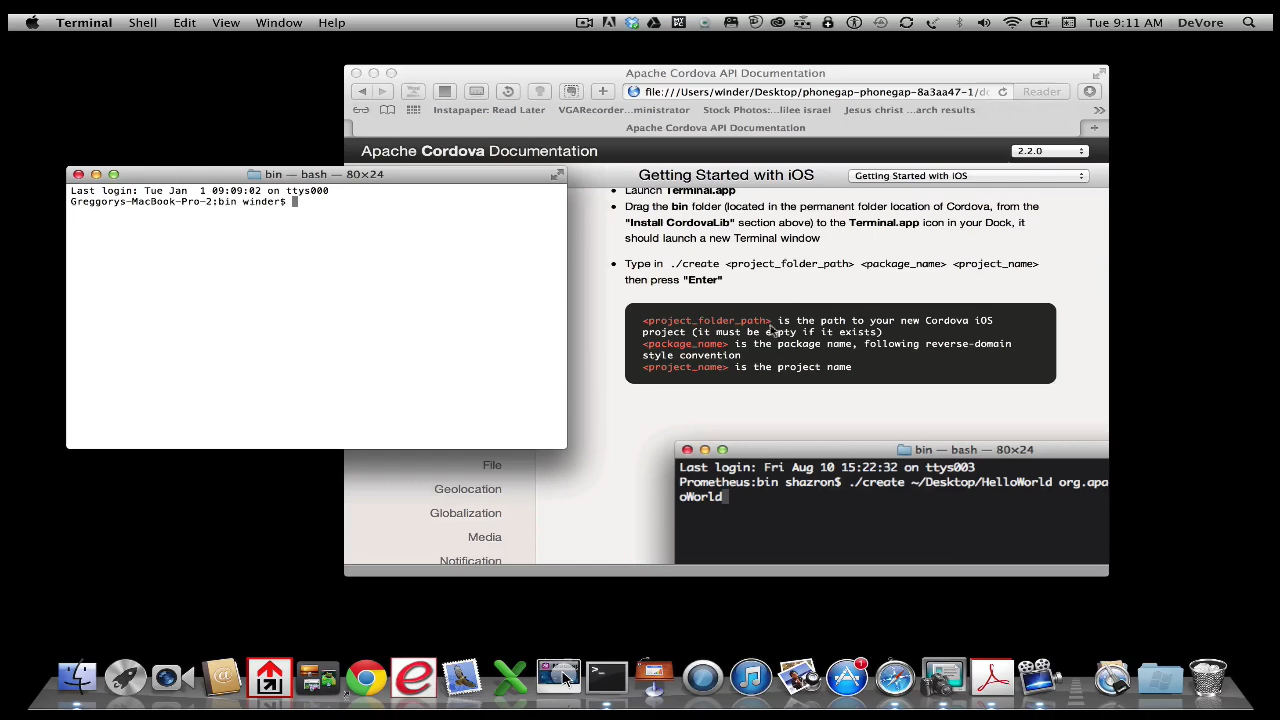 Terminal Shell Edit View Window Help Tue 9:11 AM DeVore
Apache Cordova API Documentation
file:///Users/winder/Desktop/phonegap-phonegap-8a3aa47-1/dc Reader
Instapaper: Read Later VGARecorder...ministrator Stock Photos:...lilee israel Jesus christ ...arch results
Apache Cordova API Documentation
Apache Cordova Documentation 2.2.0
Getting Started with iOS Getting Started with iOS
bin — bash — 80×24
Last login: Tue Jan 1 09:09:02 on ttys000
Greggorys-MacBook-Pro-2:bin winder$
Launch Terminal.app
Drag the bin folder (located in the permanent folder location of Cordova, from the
"Install CordovaLib" section above) to the Terminal.app icon in your Dock, it
should launch a new Terminal window
Type in ./create <project_folder_path> <package_name> <project_name>
then press "Enter"
<project_folder_path> is the path to your new Cordova iOS
project (it must be empty if it exists)
<package_name> is the package name, following reverse-domain
style convention
<project_name> is the project name
bin — bash — 80×24
Last login: Fri Aug 10 15:22:32 on ttys003
Prometheus:bin shazron$ ./create ~/Desktop/HelloWorld org.apa
oWorld
File
Geolocation
Globalization
Media
Notification
1